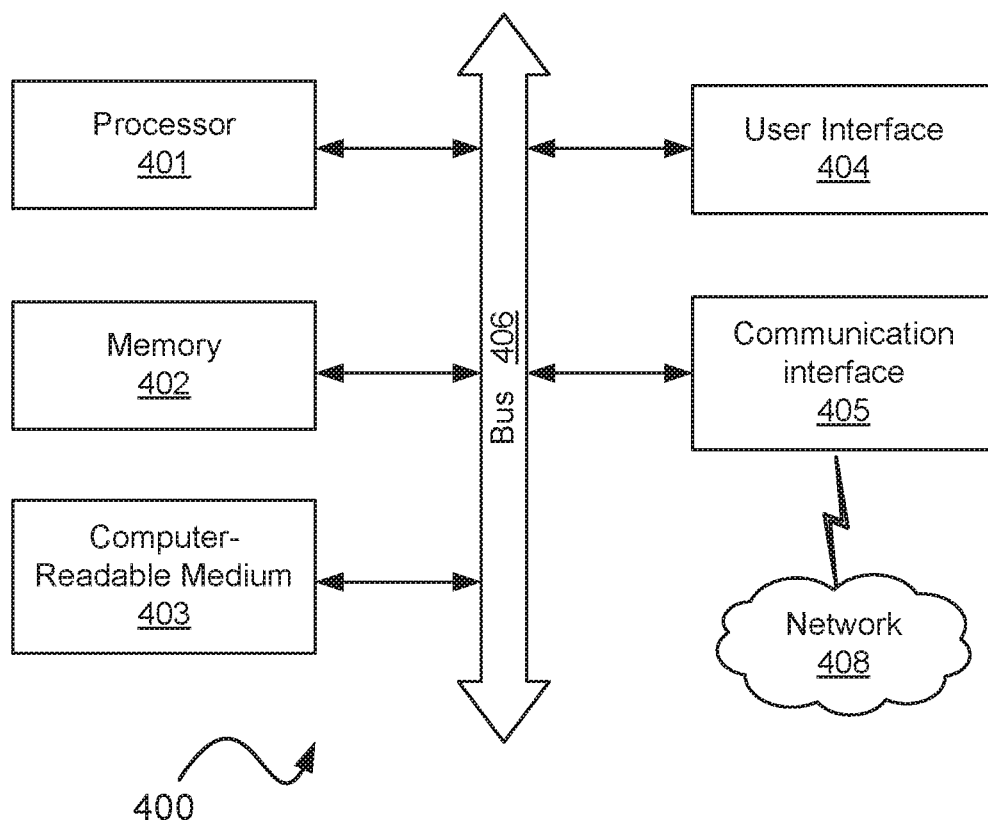 Processor
401
User Interface
404
Memory
402
Bus 406
Communication
interface
405
Computer-
Readable Medium
403
Network
408
400